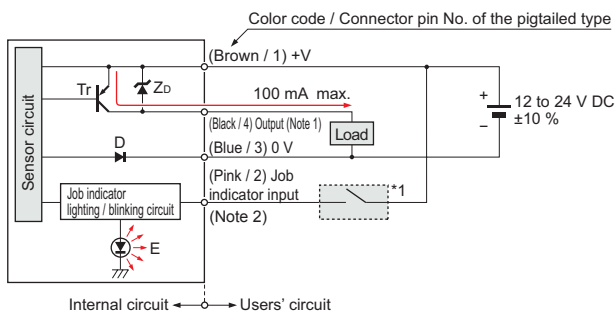 Color code / Connector pin No. of the pigtailed type
(Brown / 1) +V
Tr
ZD
100 mA max.
Sensor circuit
(Black / 4) Output (Note 1)
Load
+
−
12 to 24 V DC
±10 %
D
(Blue / 3) 0 V
(Pink / 2) Job
indicator input
(Note 2)
*1
Job indicator
lighting / blinking circuit
E
Internal circuit
Users' circuit